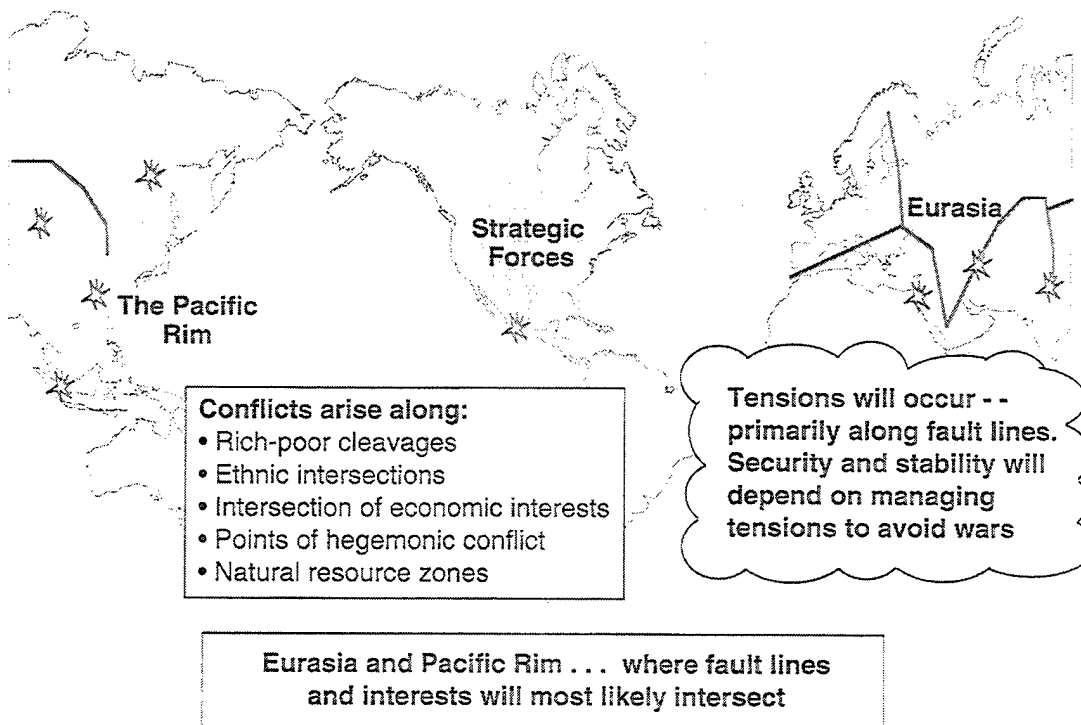 Eurasia
Strategic
Forces
The Pacific
Rim
Conflicts arise along:
• Rich-poor cleavages
• Ethnic intersections
• Intersection of economic interests
• Points of hegemonic conflict
• Natural resource zones
Tensions will occur - -
primarily along fault lines.
Security and stability will
depend on managing
tensions to avoid wars
Eurasia and Pacific Rim . . . where fault lines
and interests will most likely intersect